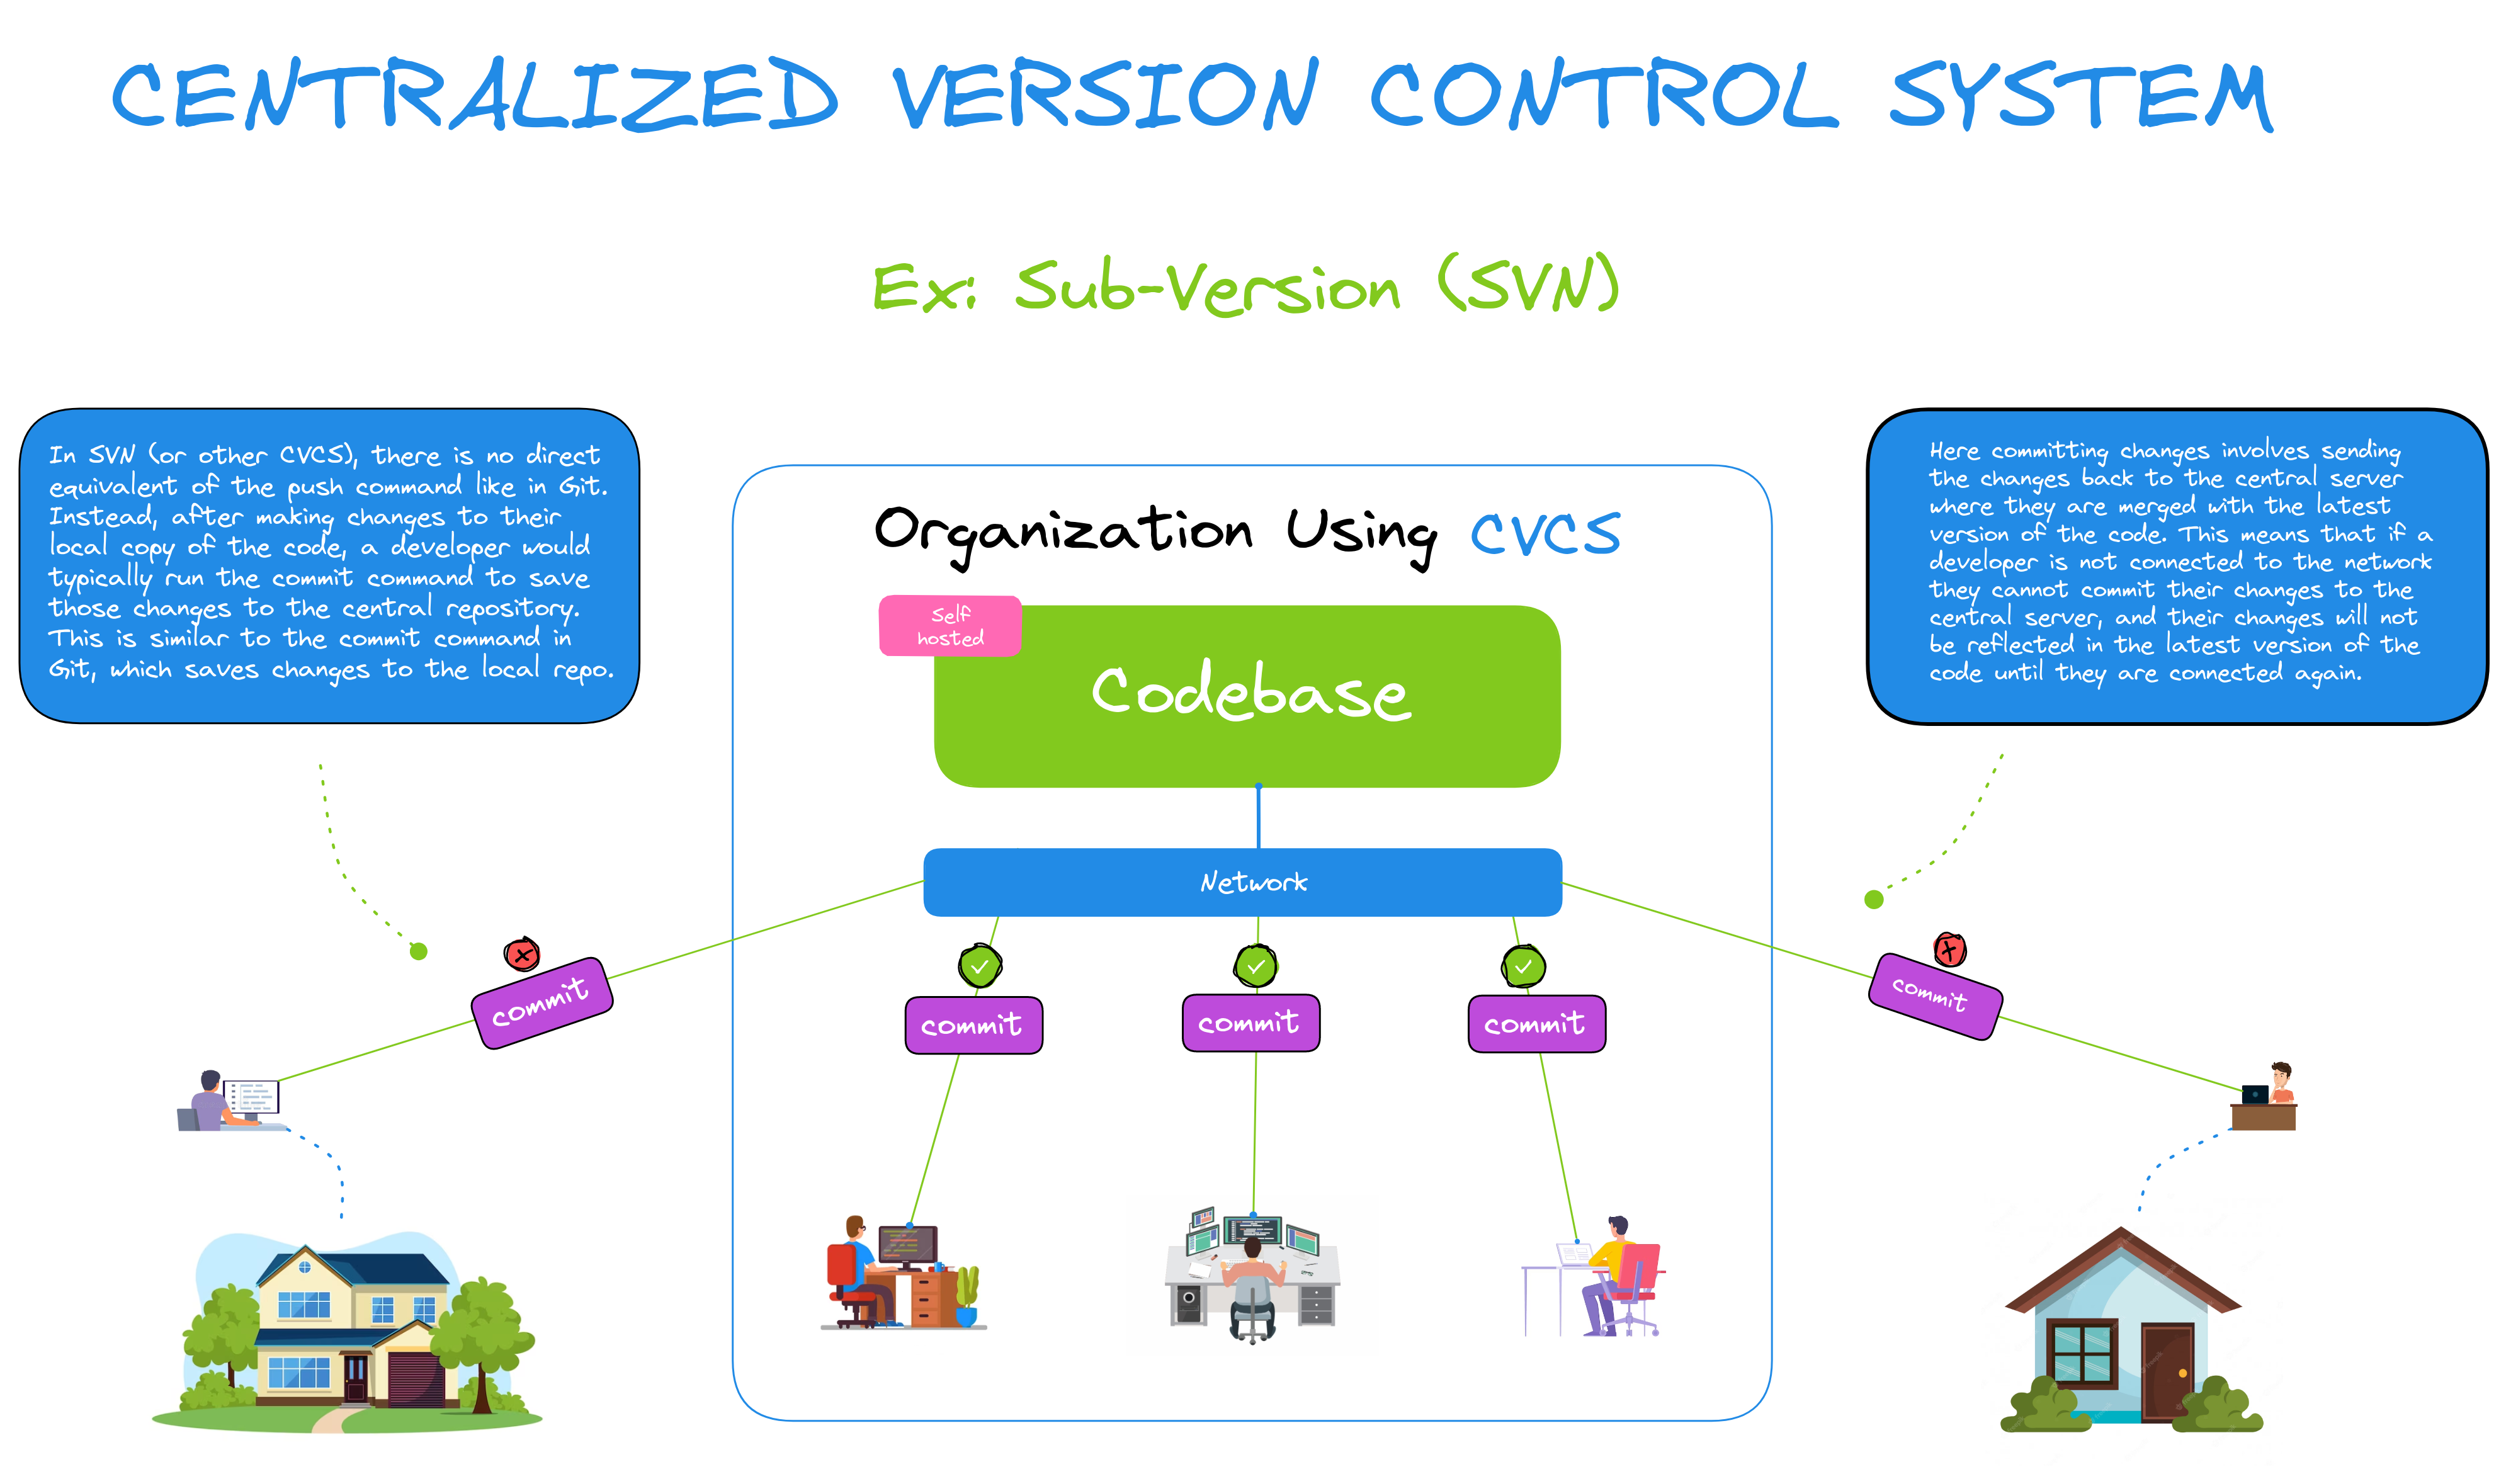 CENTRALIZED VERSION CONTROL SYSTEM
Ex: Sub-Version (SVN)
In SVN (or other CVCS), there is no direct
equivalent of the push command like in Git.
Instead, after making changes to their
local copy of the code, a developer would
typically run the commit command to save
those changes to the central repository.
This is similar to the commit command in
Git, which saves changes to the local repo.
Organization Using CVCS
Self
hosted
Codebase
Network
Here committing changes involves sending
the changes back to the central server
where they are merged with the latest
version of the code. This means that if a
developer is not connected to the network
they cannot commit their changes to the
central server, and their changes will not
be reflected in the latest version of the
code until they are connected again.
commit
commit
commit
commit
commit